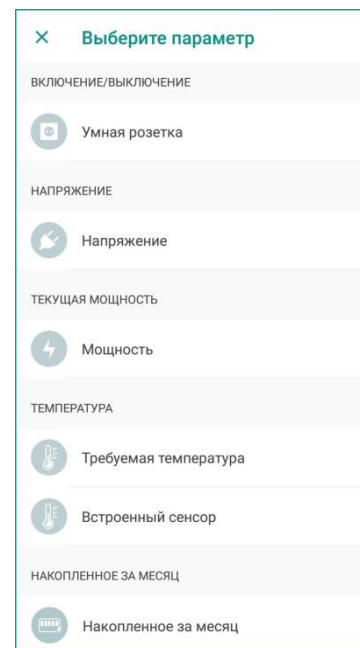 Выберите параметр
ВКЛЮЧЕНИЕ/ВЫКЛЮЧЕНИЕ
Умная розетка
НАПРЯЖЕНИЕ
Напряжение
ТЕКУЩАЯ МОЩНОСТЬ
Мощность
ТЕМПЕРАТУРА
Требуемая температура
Встроенный сенсор
НАКОПЛЕННОЕ ЗА МЕСЯЦ
Накопленное за месяц